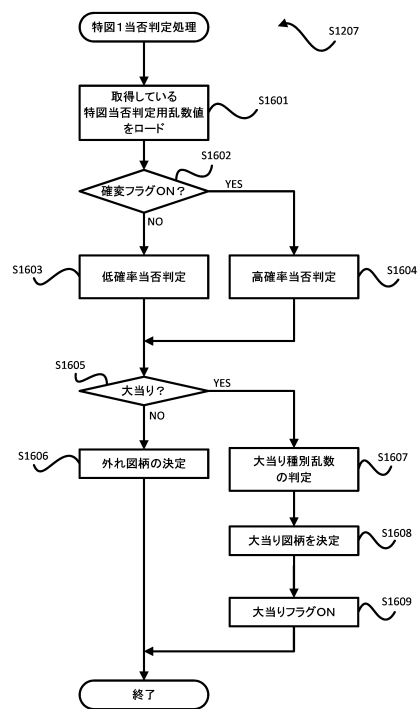 特図１当否判定処理
S1207
取得している
特図当否判定用乱数値
をロード
S1601
S1602
確変フラグＯＮ？
YES
NO
S1603
低確率当否判定
高確率当否判定
S1604
S1605
大当り？
YES
NO
S1606
外れ図柄の決定
大当り種別乱数
の判定
S1607
大当り図柄を決定
S1608
大当りフラグＯＮ
S1609
終了